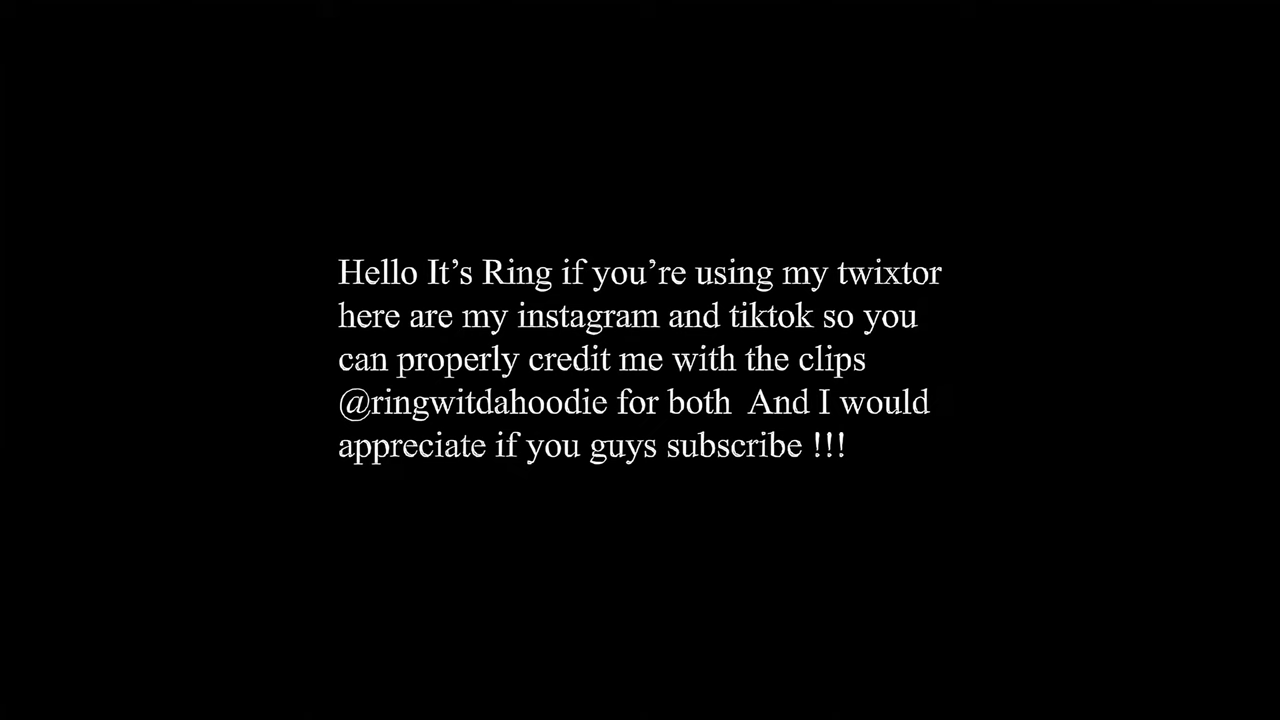 Hello It’s Ring if you’re using my twixtor
here are my instagram and tiktok so you
can properly credit me with the clips
@ringwitdahoodie for both  And I would
appreciate if you guys subscribe !!!